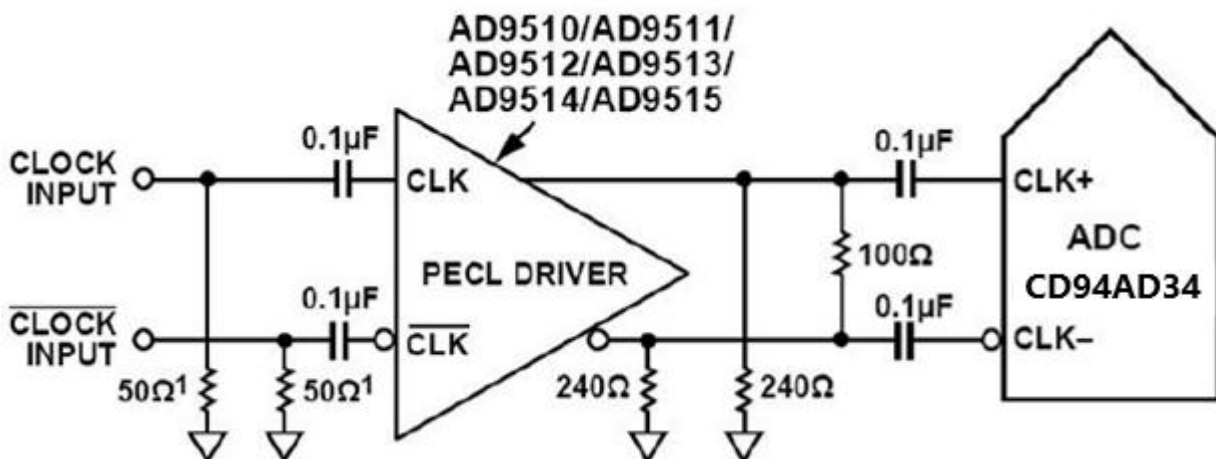 AD9510/AD9511/
AD9512/AD9513/
AD9514/AD9515
0.1µF
0.1µF
CLOCK
INPUT
CLK
CLK+
ADC
CD94AD34
PECL DRIVER
100Ω
0.1µF
0.1µF
CLOCK
INPUT
CLK
CLK–
50Ω1
50Ω1
240Ω
240Ω